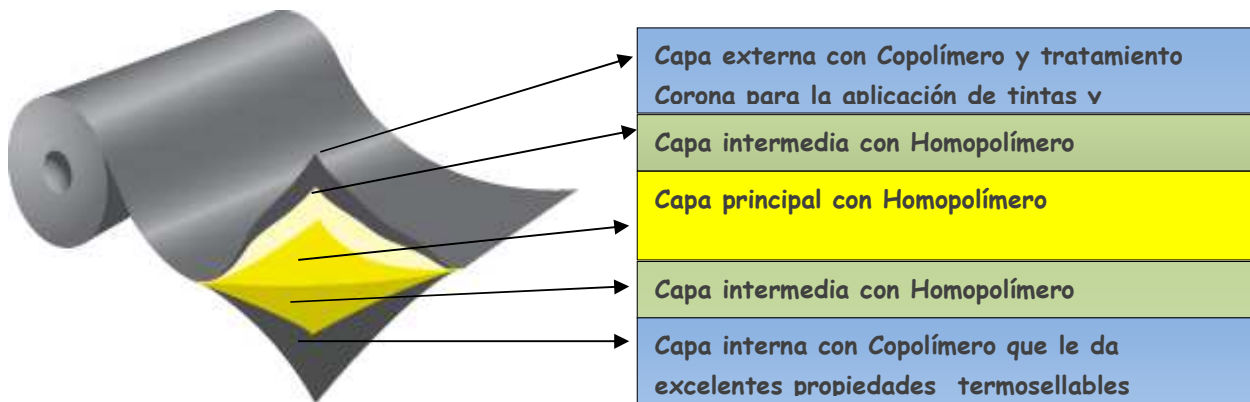 Capa externa con Copolímero y tratamiento
Corona para la aplicación de tintas y
Capa intermedia con Homopolímero
Capa principal con Homopolímero
Capa intermedia con Homopolímero
Capa interna con Copolímero que le da
excelentes propiedades termosellables